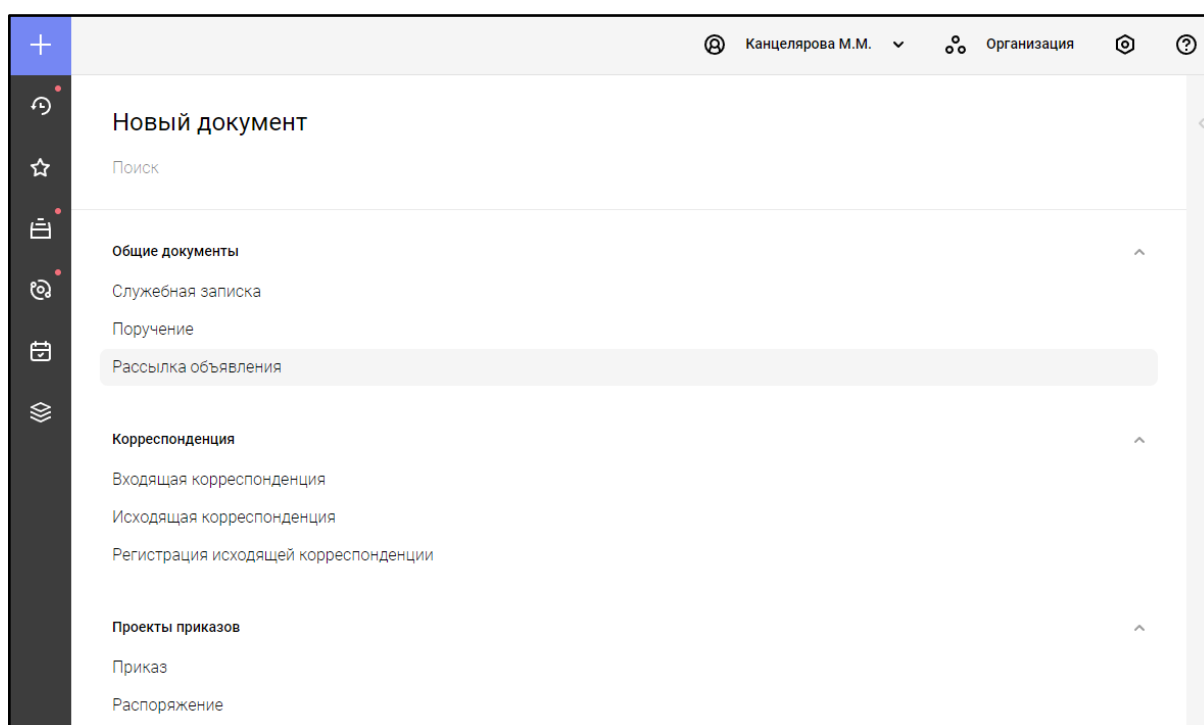 Канцелярова М.М.
Организация
Новый документ
Поиск
Общие документы
Служебная записка
Поручение
Рассылка объявления
Корреспонденция
Входящая корреспонденция
Исходящая корреспонденция
Регистрация исходящей корреспонденции
Проекты приказов
Приказ
Распоряжение